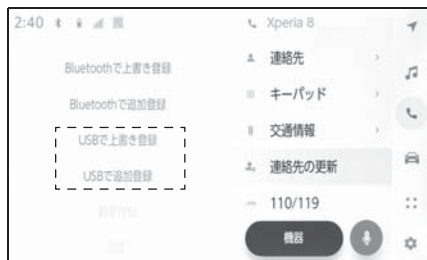 2:40
Bluetoothで上書き登録
Bluetoothで追加登録
USBで上書き登録
USBで追加登録
Xperia 8
連絡先
キーパッド
交通情報
連絡先の更新
110/119
機器